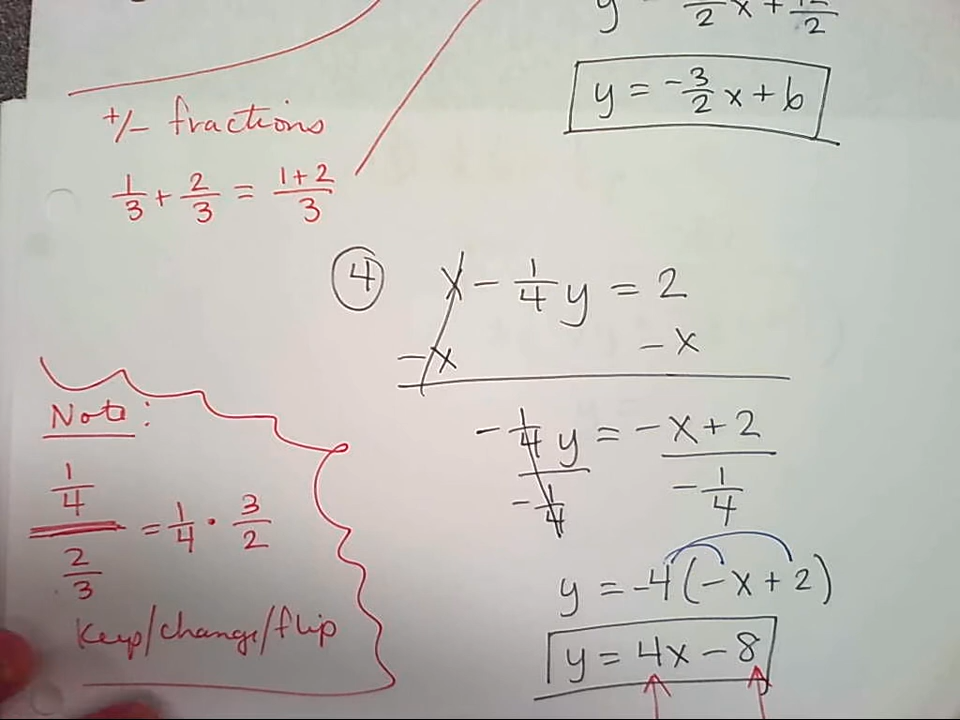 y = -3/2 x + 6
+/- fractions
1/3 + 2/3 = (1+2)/3
④ x - 1/4 y = 2
-x -x
-1/4 y = -x + 2
-1/4 -1/4
y = -4(-x + 2)
y = 4x - 8
Note:
(1/4)/(2/3) = 1/4 · 3/2
Keep/change/flip